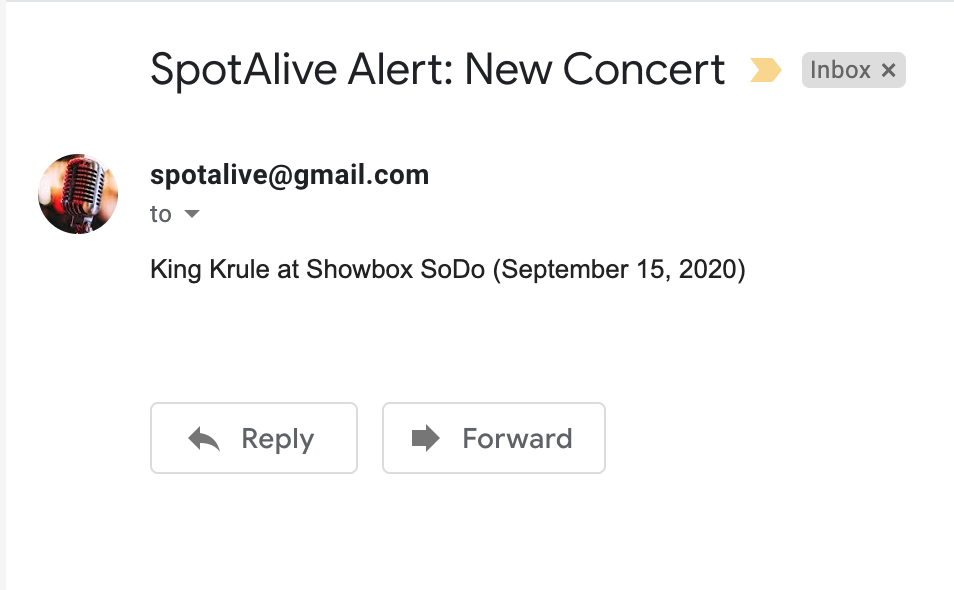 SpotAlive Alert: New Concert
Inbox ×
spotalive@gmail.com
to
King Krule at Showbox SoDo (September 15, 2020)
Reply
Forward